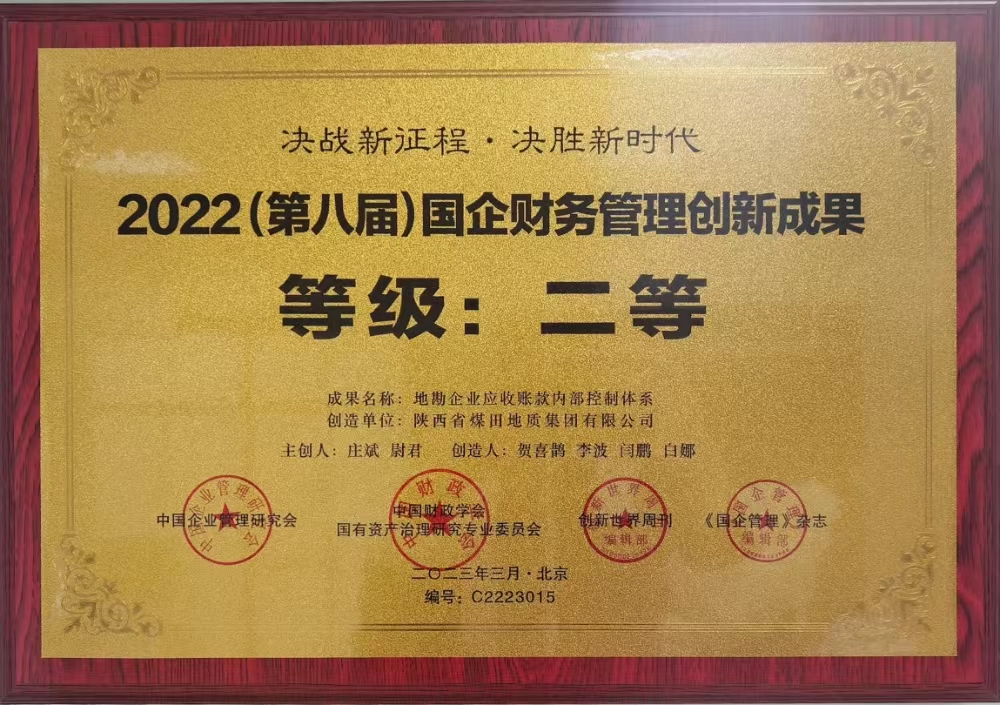 决战新征程·决胜新时代
2022(第八届)国企财务管理创新成果
等级：二等
成果名称：地勘企业应收账款内部控制体系
创造单位：陕西省煤田地质集团有限公司
主创人：庄斌 尉君 创造人：贺喜鹊 李波 闫鹏 白娜
中国企业管理研究会
中国财政学会
国有资产治理研究专业委员会
创新世界周刊
《国企管理》杂志
编辑部
编辑部
二〇二三年三月·北京
编号：C2223015